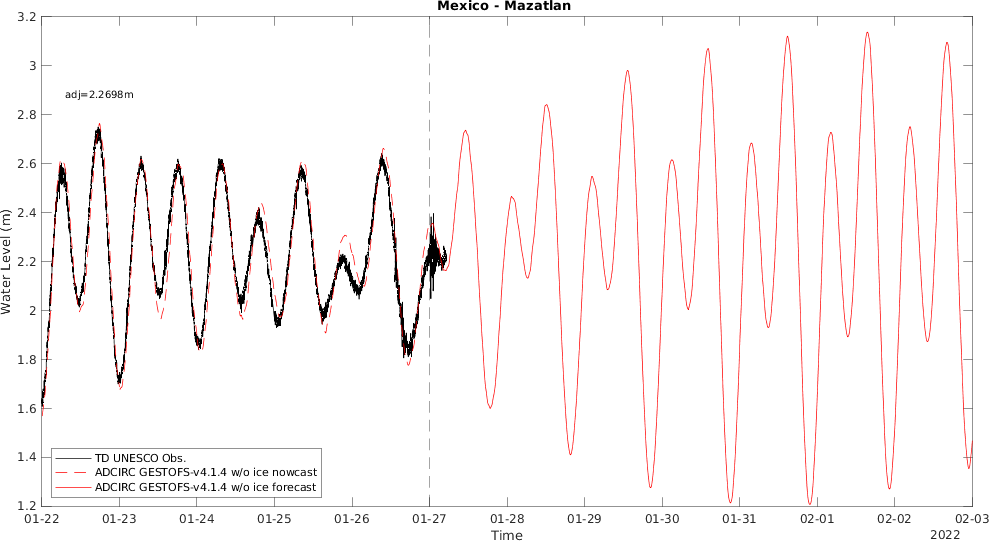 Mexico - Mazatlan
3.2
3
2.8
2.6
2.4
2.2
2
1.8
1.6
1.4
1.2
Water Level (m)
adj=2.2698m
TD UNESCO Obs.
ADCIRC GESTOFS-v4.1.4 w/o ice nowcast
ADCIRC GESTOFS-v4.1.4 w/o ice forecast
01-22 01-23 01-24 01-25 01-26 01-27 01-28 01-29 01-30 01-31 02-01 02-02 02-03
Time
2022